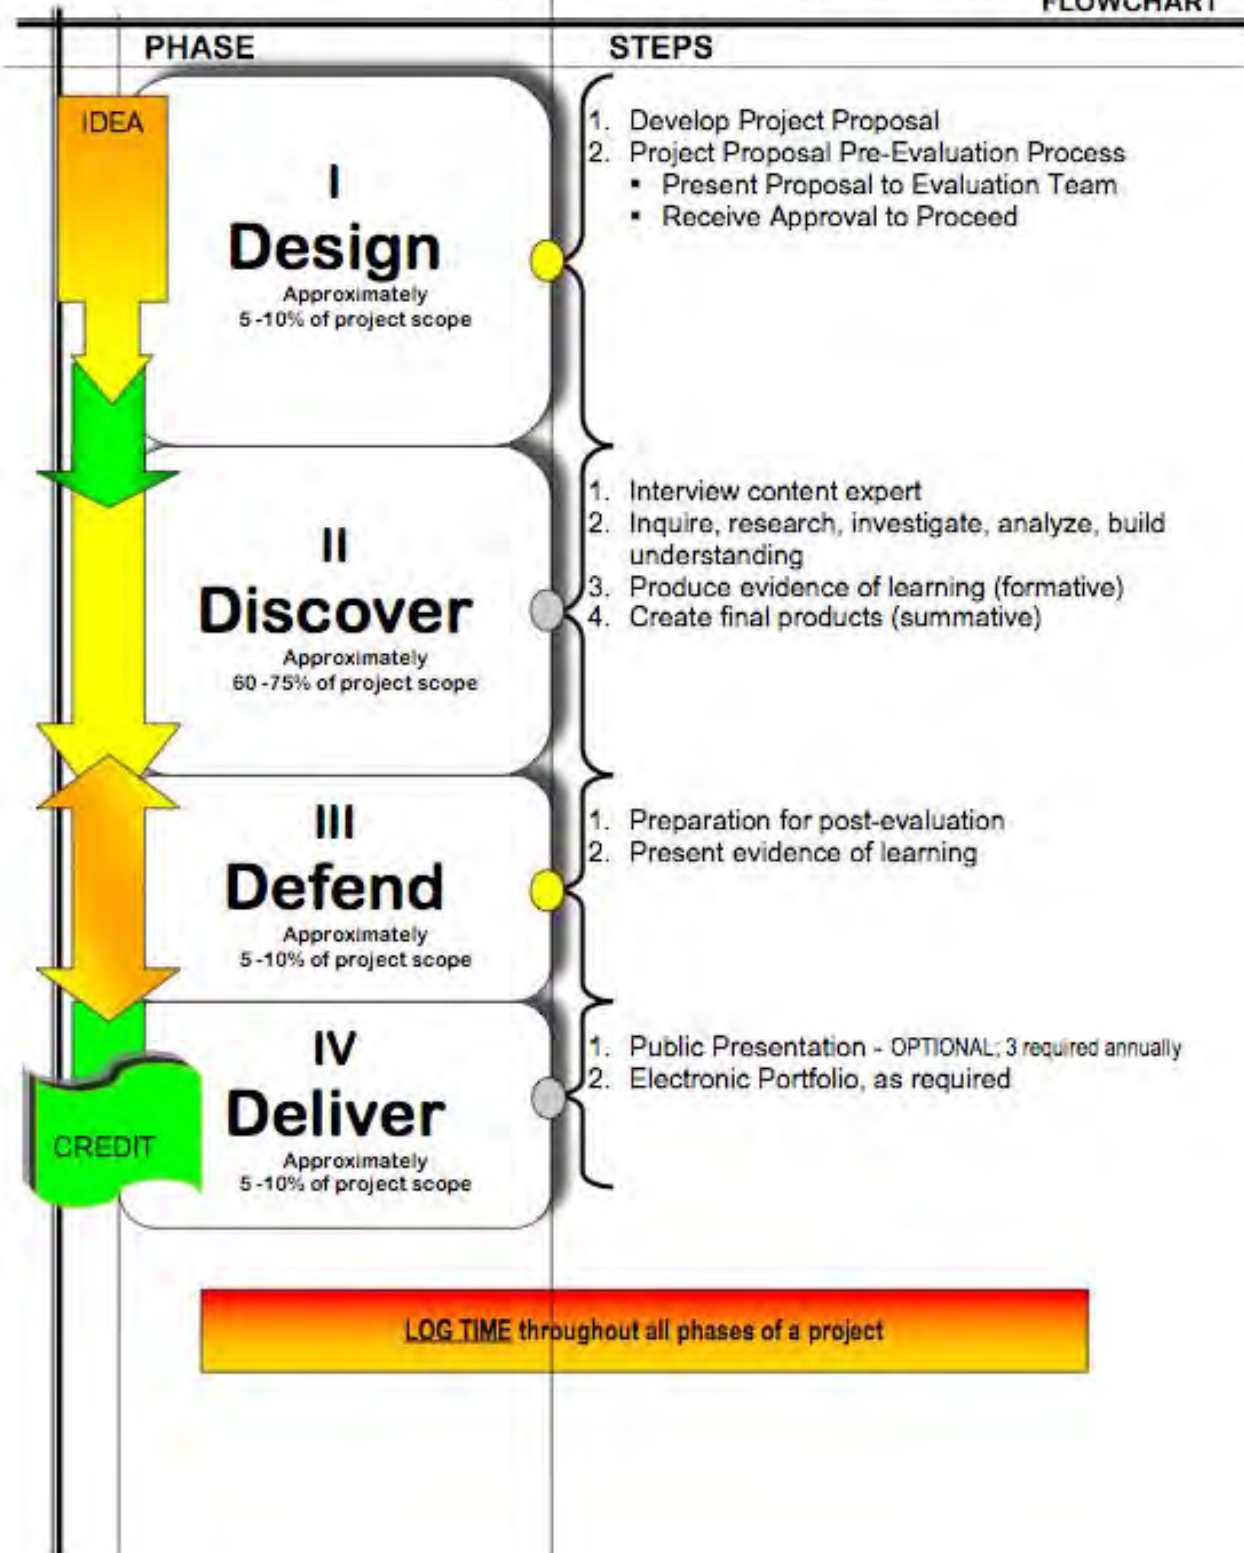 FLOWCHART
PHASE
STEPS
IDEA
I
Design
Approximately
5-10% of project scope
1. Develop Project Proposal
2. Project Proposal Pre-Evaluation Process
▪ Present Proposal to Evaluation Team
▪ Receive Approval to Proceed
II
Discover
Approximately
60-75% of project scope
1. Interview content expert
2. Inquire, research, investigate, analyze, build
understanding
3. Produce evidence of learning (formative)
4. Create final products (summative)
III
Defend
Approximately
5-10% of project scope
1. Preparation for post-evaluation
2. Present evidence of learning
IV
Deliver
Approximately
5-10% of project scope
CREDIT
1. Public Presentation - OPTIONAL; 3 required annually
2. Electronic Portfolio, as required
LOG TIME throughout all phases of a project